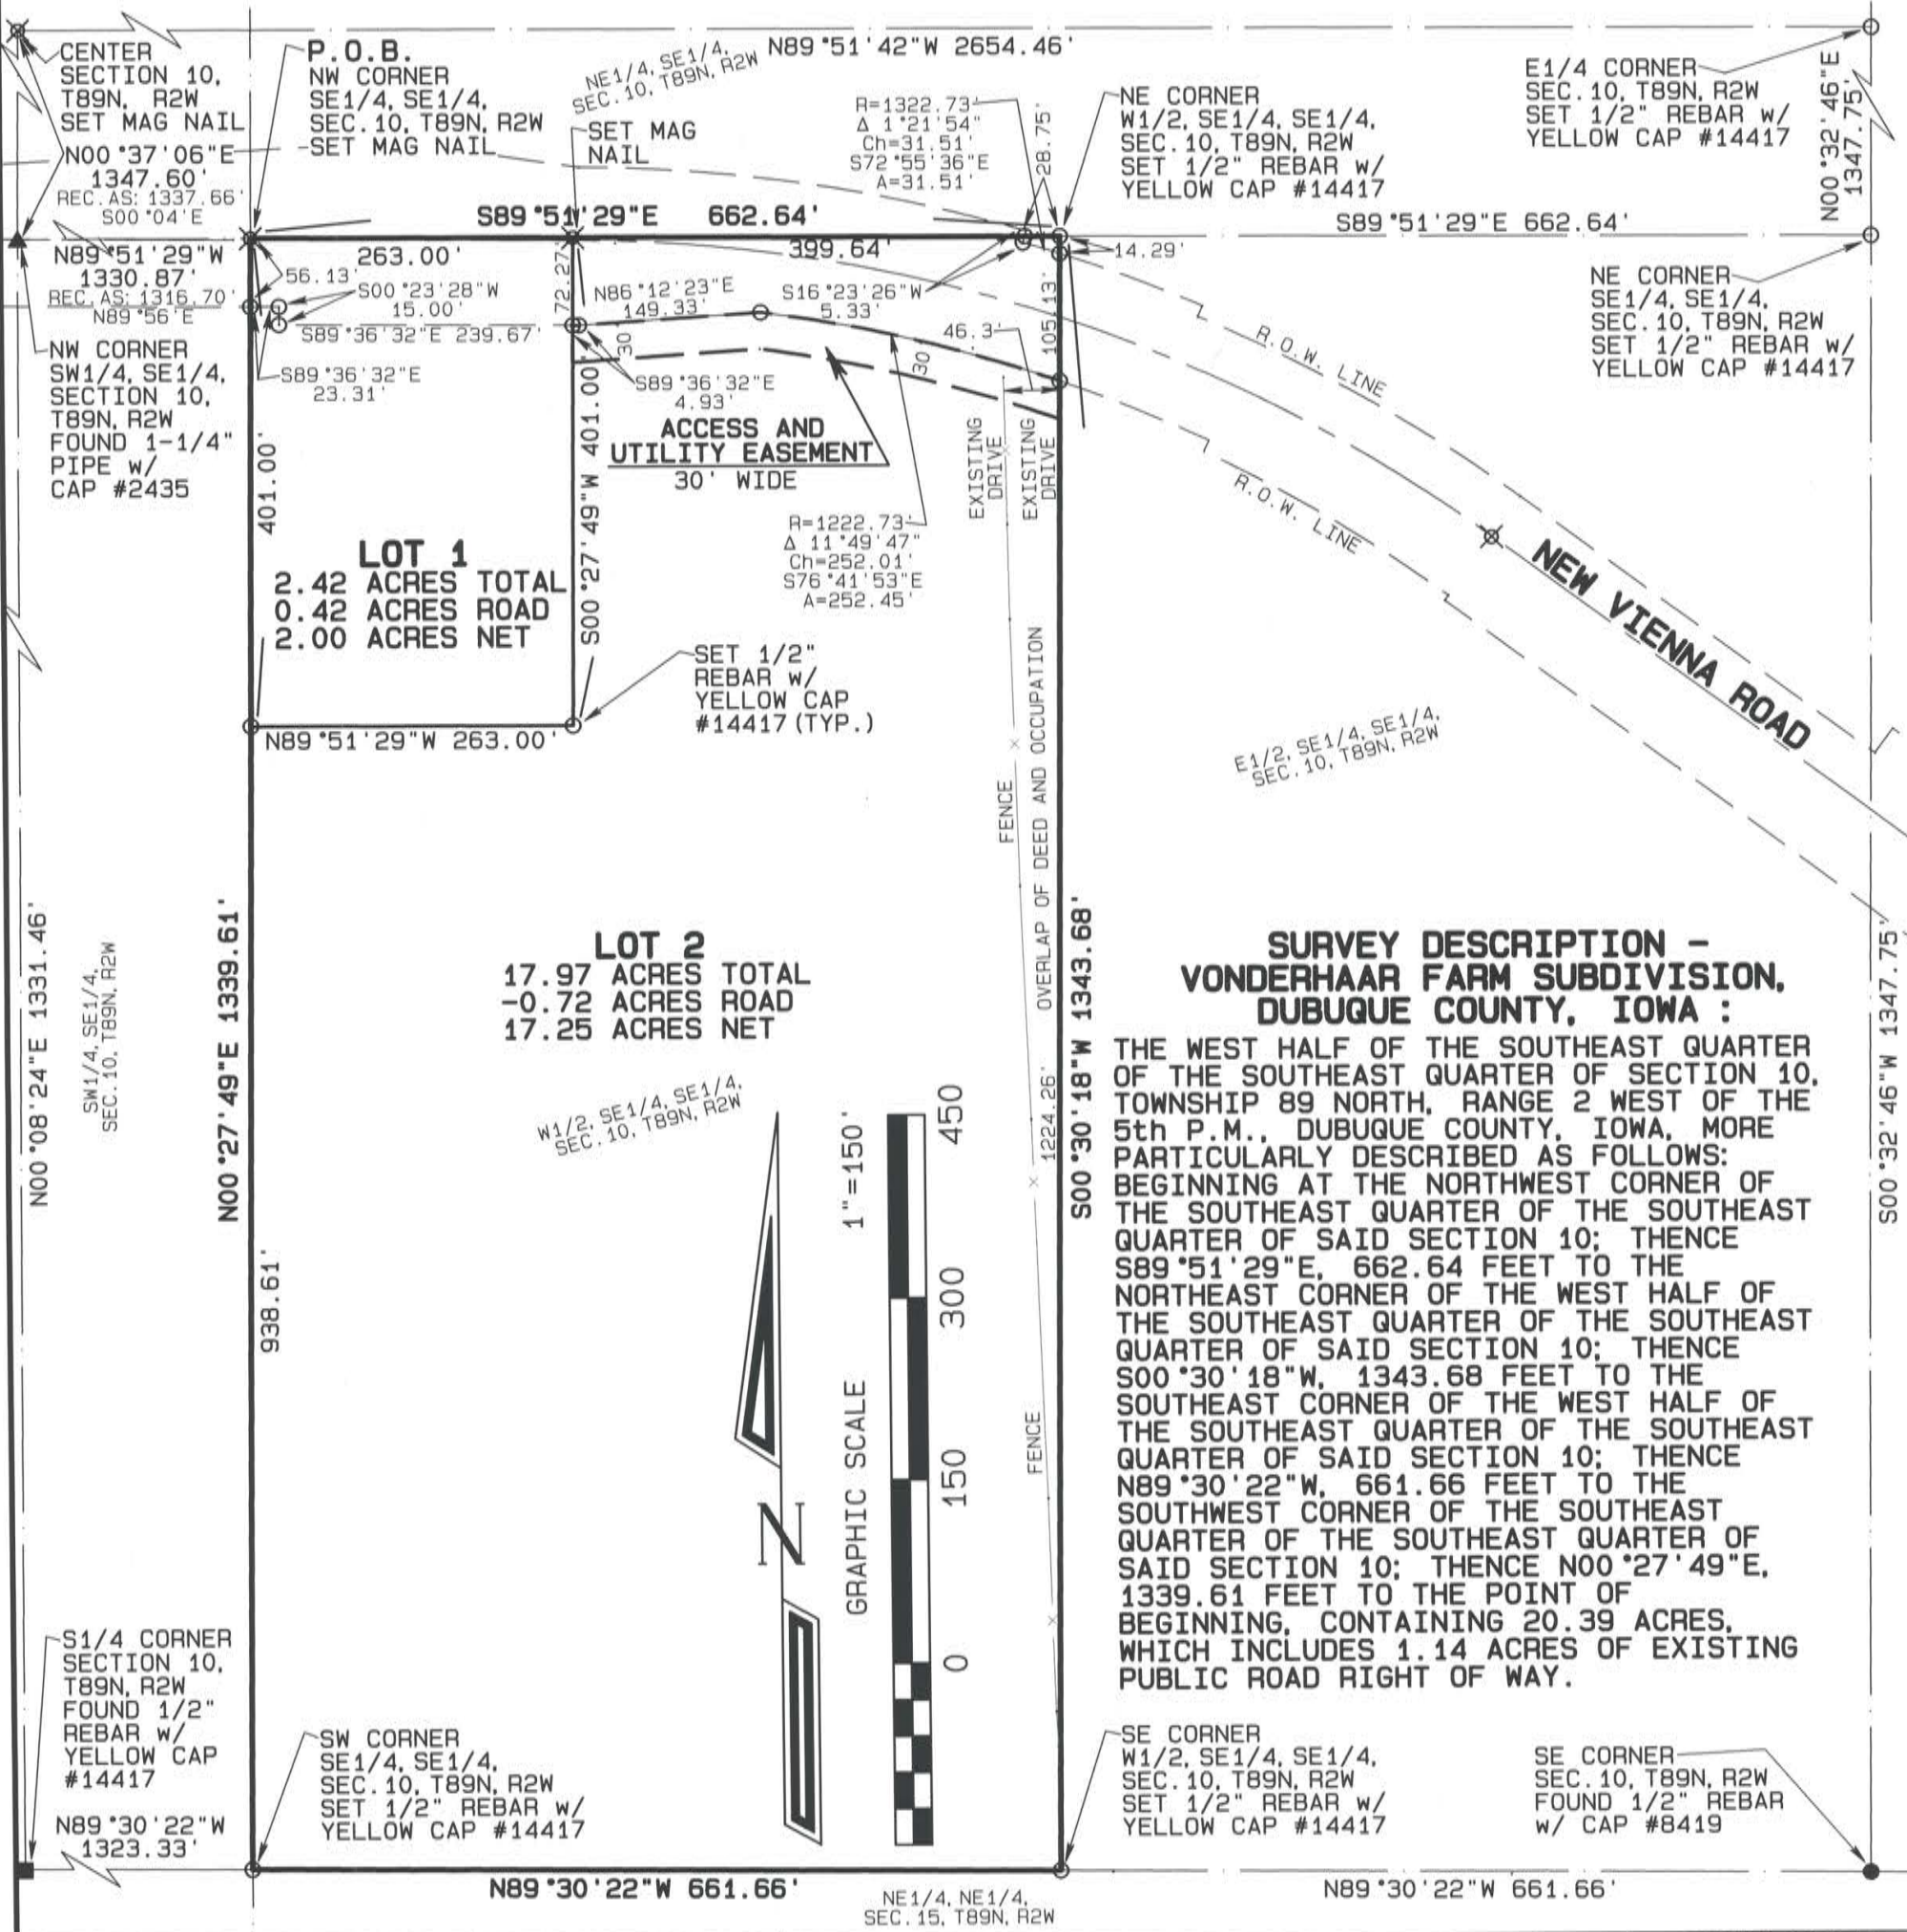 N89°51'42"W 2654.46'
CENTER
SECTION 10,
T89N, R2W
SET MAG NAIL
N00°37'06"E
1347.60'
REC. AS: 1337.66'
S00°04'E
P.O.B.
NW CORNER
SE1/4, SE1/4,
SEC. 10, T89N, R2W
SET MAG NAIL
NE1/4, SE1/4,
SEC. 10, T89N, R2W
SET MAG
NAIL
R=1322.73'
Δ 1°21'54"
Ch=31.51'
S72°55'36"E
A=31.51'
28.75'
NE CORNER
W1/2, SE1/4, SE1/4,
SEC. 10, T89N, R2W
SET 1/2" REBAR w/
YELLOW CAP #14417
E1/4 CORNER
SEC. 10, T89N, R2W
SET 1/2" REBAR w/
YELLOW CAP #14417
N00°32'46"E
1347.75'
S89°51'29"E 662.64'
S89°51'29"E 662.64'
N89°51'29"W
1330.87'
REC. AS: 1316.70'
N89°56'E
263.00'
399.64'
14.29'
56.13'
S00°23'28"W
15.00'
S89°36'32"E 239.67'
72.27'
N86°12'23"E
149.33'
S16°23'26"W
5.33'
46.3'
105.13'
30'
30'
NE CORNER
SE1/4, SE1/4,
SEC. 10, T89N, R2W
SET 1/2" REBAR w/
YELLOW CAP #14417
NW CORNER
SW1/4, SE1/4,
SECTION 10,
T89N, R2W
FOUND 1-1/4"
PIPE w/
CAP #2435
S89°36'32"E
23.31'
S89°36'32"E
4.93'
ACCESS AND
UTILITY EASEMENT
30' WIDE
EXISTING
DRIVE
EXISTING
DRIVE
R.O.W. LINE
R.O.W. LINE
NEW VIENNA ROAD
401.00'
S00°27'49"W 401.00'
R=1222.73'
Δ 11°49'47"
Ch=252.01'
S76°41'53"E
A=252.45'
LOT 1
2.42 ACRES TOTAL
0.42 ACRES ROAD
2.00 ACRES NET
SET 1/2"
REBAR w/
YELLOW CAP
#14417 (TYP.)
N89°51'29"W 263.00'
E1/2, SE1/4, SE1/4,
SEC. 10, T89N, R2W
FENCE
OVERLAP OF DEED AND OCCUPATION
N00°08'24"E 1331.46'
SW1/4, SE1/4,
SEC. 10, T89N, R2W
N00°27'49"E 1339.61'
938.61'
LOT 2
17.97 ACRES TOTAL
-0.72 ACRES ROAD
17.25 ACRES NET
W1/2, SE1/4, SE1/4,
SEC. 10, T89N, R2W
1224.26'
S00°30'18"W 1343.68'
FENCE
S00°32'46"W 1347.75'
SURVEY DESCRIPTION -
VONDERHAAR FARM SUBDIVISION,
DUBUQUE COUNTY, IOWA :
THE WEST HALF OF THE SOUTHEAST QUARTER
OF THE SOUTHEAST QUARTER OF SECTION 10,
TOWNSHIP 89 NORTH, RANGE 2 WEST OF THE
5th P.M., DUBUQUE COUNTY, IOWA, MORE
PARTICULARLY DESCRIBED AS FOLLOWS:
BEGINNING AT THE NORTHWEST CORNER OF
THE SOUTHEAST QUARTER OF THE SOUTHEAST
QUARTER OF SAID SECTION 10; THENCE
S89°51'29"E, 662.64 FEET TO THE
NORTHEAST CORNER OF THE WEST HALF OF
THE SOUTHEAST QUARTER OF THE SOUTHEAST
QUARTER OF SAID SECTION 10; THENCE
S00°30'18"W, 1343.68 FEET TO THE
SOUTHEAST CORNER OF THE WEST HALF OF
THE SOUTHEAST QUARTER OF THE SOUTHEAST
QUARTER OF SAID SECTION 10; THENCE
N89°30'22"W, 661.66 FEET TO THE
SOUTHWEST CORNER OF THE SOUTHEAST
QUARTER OF THE SOUTHEAST QUARTER OF
SAID SECTION 10; THENCE N00°27'49"E,
1339.61 FEET TO THE POINT OF
BEGINNING, CONTAINING 20.39 ACRES,
WHICH INCLUDES 1.14 ACRES OF EXISTING
PUBLIC ROAD RIGHT OF WAY.
N
GRAPHIC SCALE 1"=150'
0 150 300 450
S1/4 CORNER
SECTION 10,
T89N, R2W
FOUND 1/2"
REBAR w/
YELLOW CAP
#14417
N89°30'22"W
1323.33'
SW CORNER
SE1/4, SE1/4,
SEC. 10, T89N, R2W
SET 1/2" REBAR w/
YELLOW CAP #14417
SE CORNER
W1/2, SE1/4, SE1/4,
SEC. 10, T89N, R2W
SET 1/2" REBAR w/
YELLOW CAP #14417
SE CORNER
SEC. 10, T89N, R2W
FOUND 1/2" REBAR
w/ CAP #8419
N89°30'22"W 661.66'
NE1/4, NE1/4,
SEC. 15, T89N, R2W
N89°30'22"W 661.66'